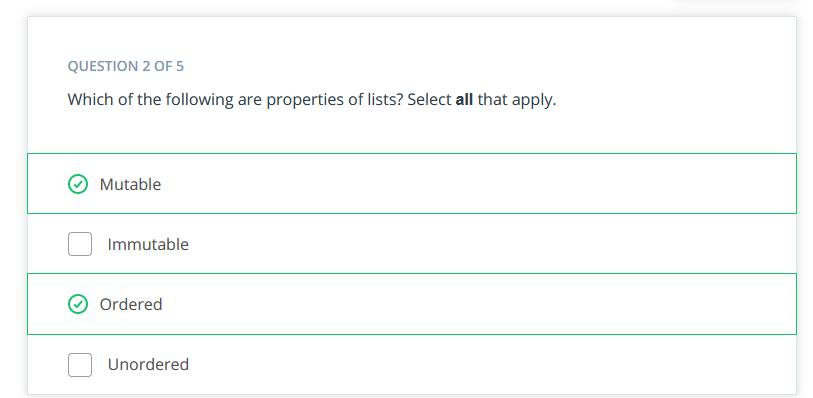 QUESTION 2 OF 5
Which of the following are properties of lists? Select all that apply.
Mutable
Immutable
Ordered
Unordered